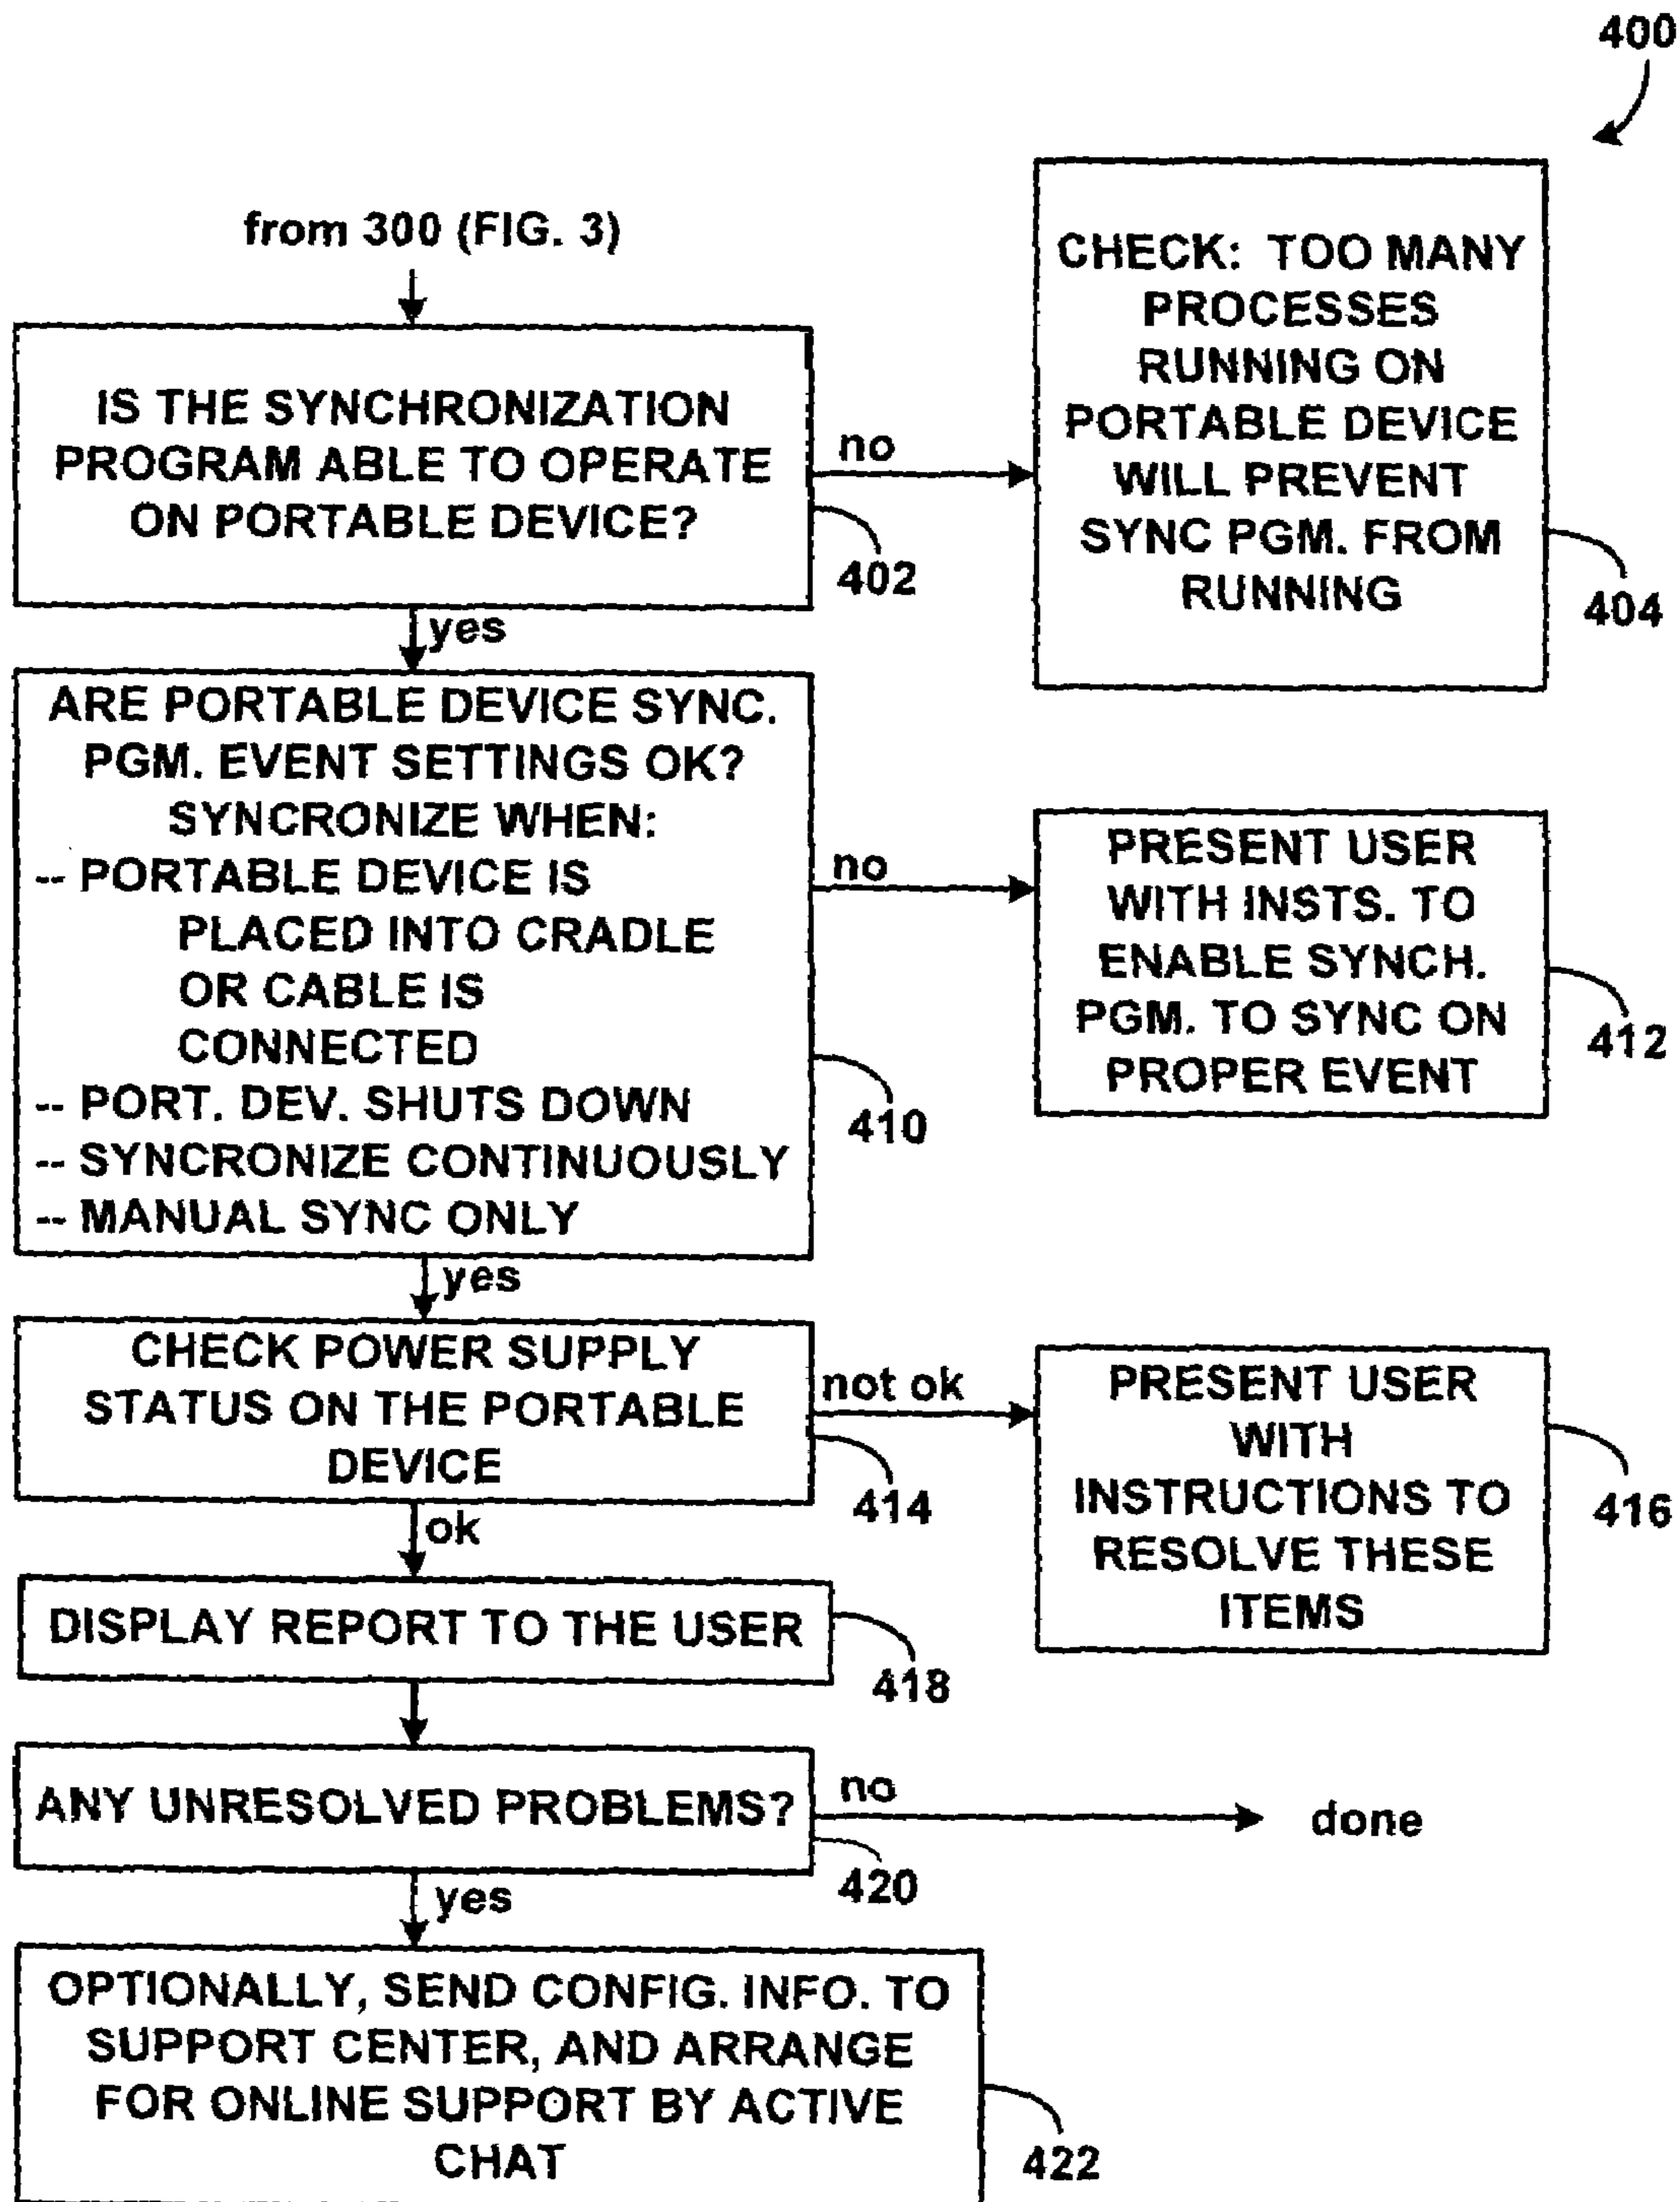 400
from 300 (FIG. 3)
IS THE SYNCHRONIZATION
PROGRAM ABLE TO OPERATE
ON PORTABLE DEVICE?
402
no
CHECK: TOO MANY
PROCESSES
RUNNING ON
PORTABLE DEVICE
WILL PREVENT
SYNC PGM. FROM
RUNNING
404
yes
ARE PORTABLE DEVICE SYNC.
PGM. EVENT SETTINGS OK?
SYNCRONIZE WHEN:
-- PORTABLE DEVICE IS
PLACED INTO CRADLE
OR CABLE IS
CONNECTED
-- PORT. DEV. SHUTS DOWN
-- SYNCRONIZE CONTINUOUSLY
-- MANUAL SYNC ONLY
410
no
PRESENT USER
WITH INSTS. TO
ENABLE SYNCH.
PGM. TO SYNC ON
PROPER EVENT
412
yes
CHECK POWER SUPPLY
STATUS ON THE PORTABLE
DEVICE
414
not ok
PRESENT USER
WITH
INSTRUCTIONS TO
RESOLVE THESE
ITEMS
416
ok
DISPLAY REPORT TO THE USER
418
ANY UNRESOLVED PROBLEMS?
420
no
done
yes
OPTIONALLY, SEND CONFIG. INFO. TO
SUPPORT CENTER, AND ARRANGE
FOR ONLINE SUPPORT BY ACTIVE
CHAT
422